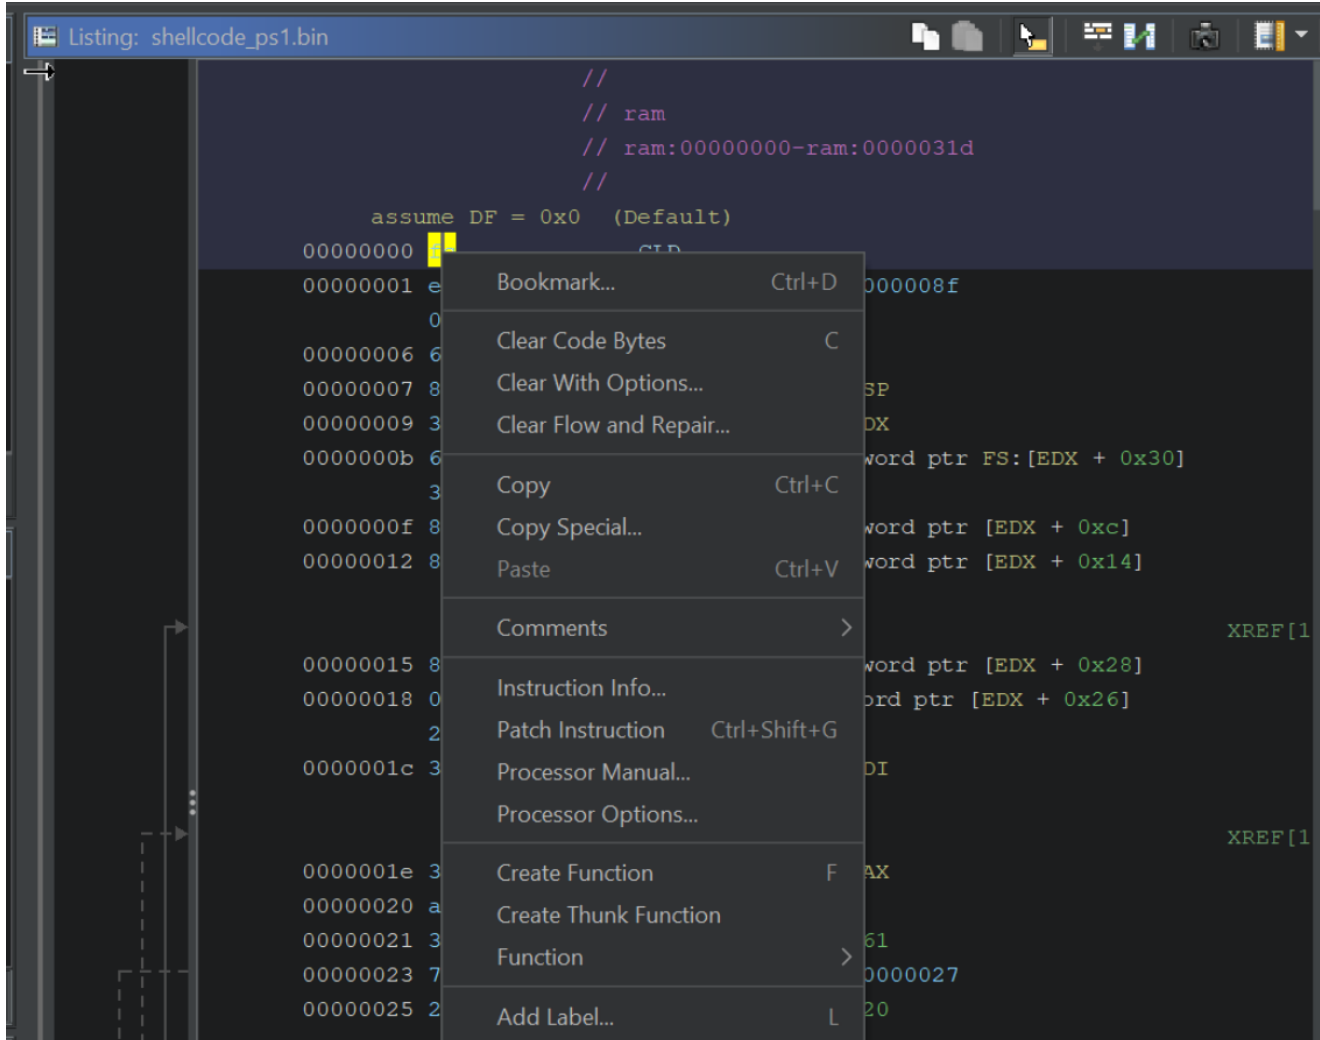 Listing: shellcode_ps1.bin
//
// ram
// ram:00000000-ram:0000031d
//
assume DF = 0x0 (Default)
00000000 CLD
Bookmark... Ctrl+D
00000001 e 000008f
0
Clear Code Bytes C
00000006 6
Clear With Options...
00000007 8 SP
Clear Flow and Repair...
00000009 3 DX
0000000b 6 word ptr FS:[EDX + 0x30]
3
Copy Ctrl+C
Copy Special...
0000000f 8 word ptr [EDX + 0xc]
Paste Ctrl+V
00000012 8 word ptr [EDX + 0x14]
Comments
XREF[1
00000015 8 word ptr [EDX + 0x28]
Instruction Info...
00000018 0 ord ptr [EDX + 0x26]
2
Patch Instruction Ctrl+Shift+G
Processor Manual...
0000001c 3 DI
Processor Options...
XREF[1
Create Function F
0000001e 3 AX
Create Thunk Function
00000020 a
00000021 3 61
Function
00000023 7 0000027
00000025 2 20
Add Label... L